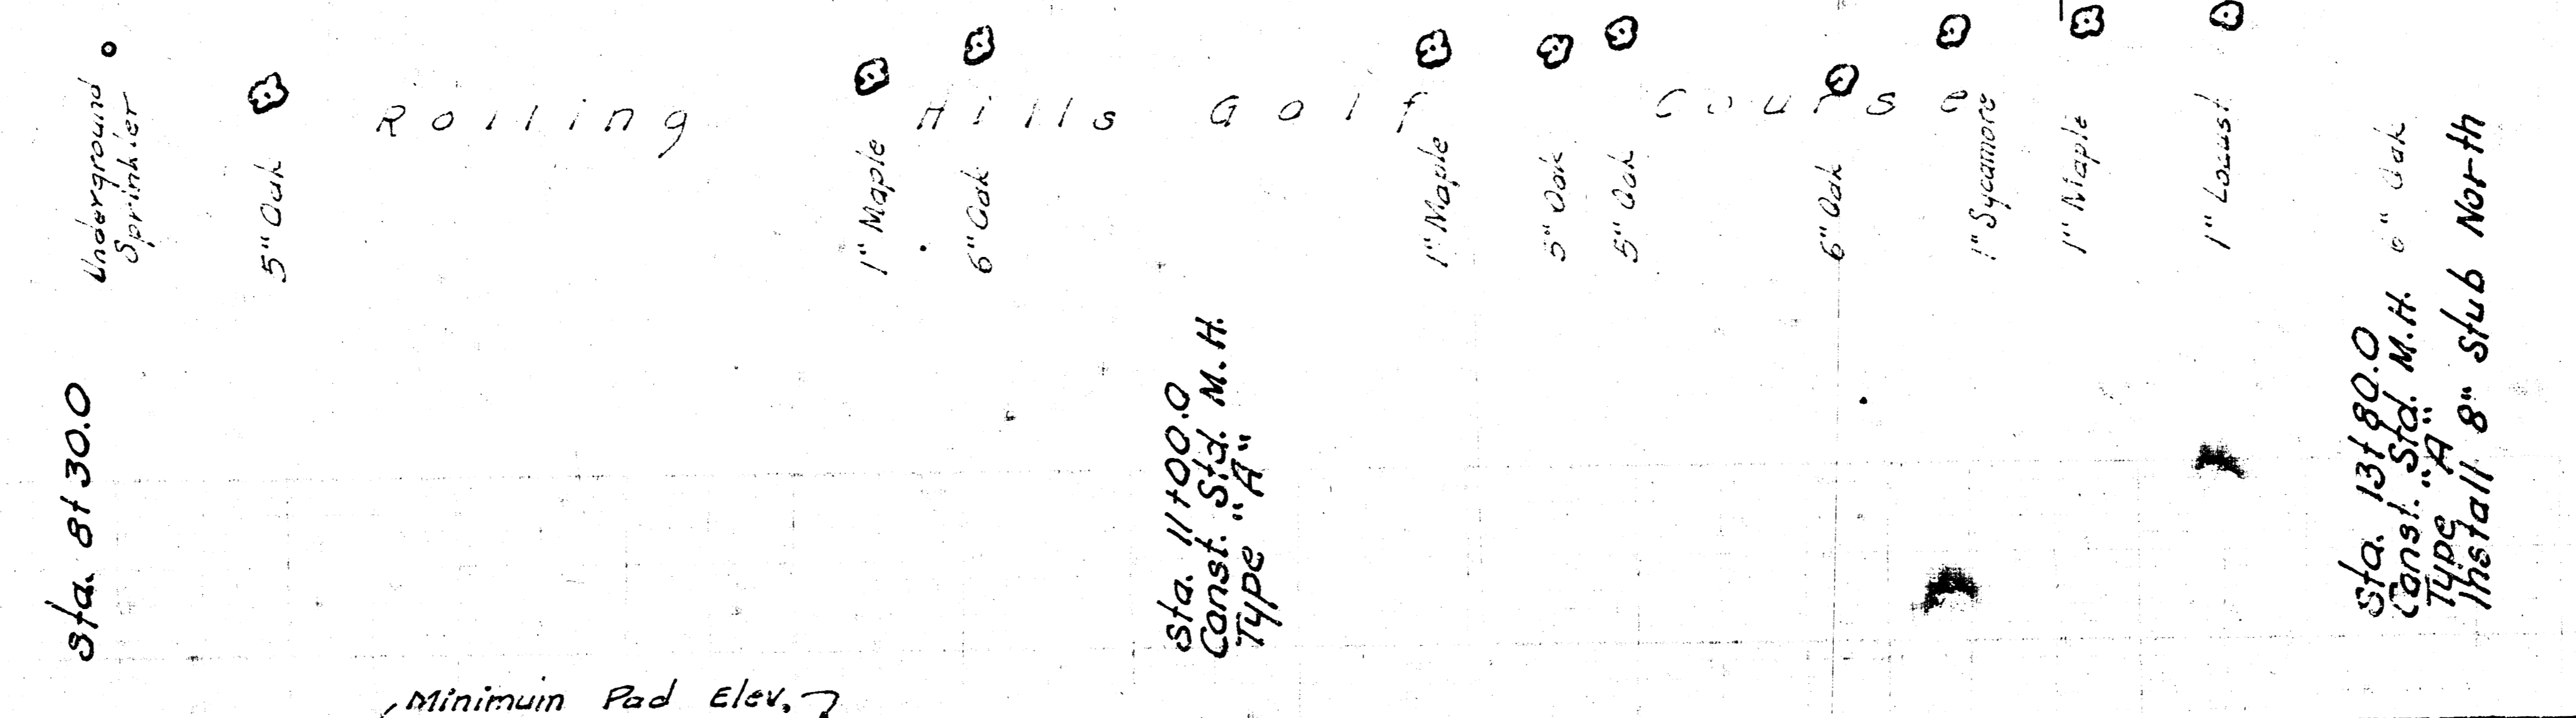 Underground
Sprinkler
5" Oak
Rolling Hills Golf Course
1" Maple
6" Oak
1" Maple
5" Oak
5" Oak
6" Oak
1" Sycamore
1" Maple
1" Locust
6" Oak
Sta. 8+30.0
Sta. 11+00.0
Const. "Std. M.H.
Type "A"
Sta. 13+80.0
Const. "Std. M.H.
Type "A"
Install 8" Stub North
Minimum Pad Elev.